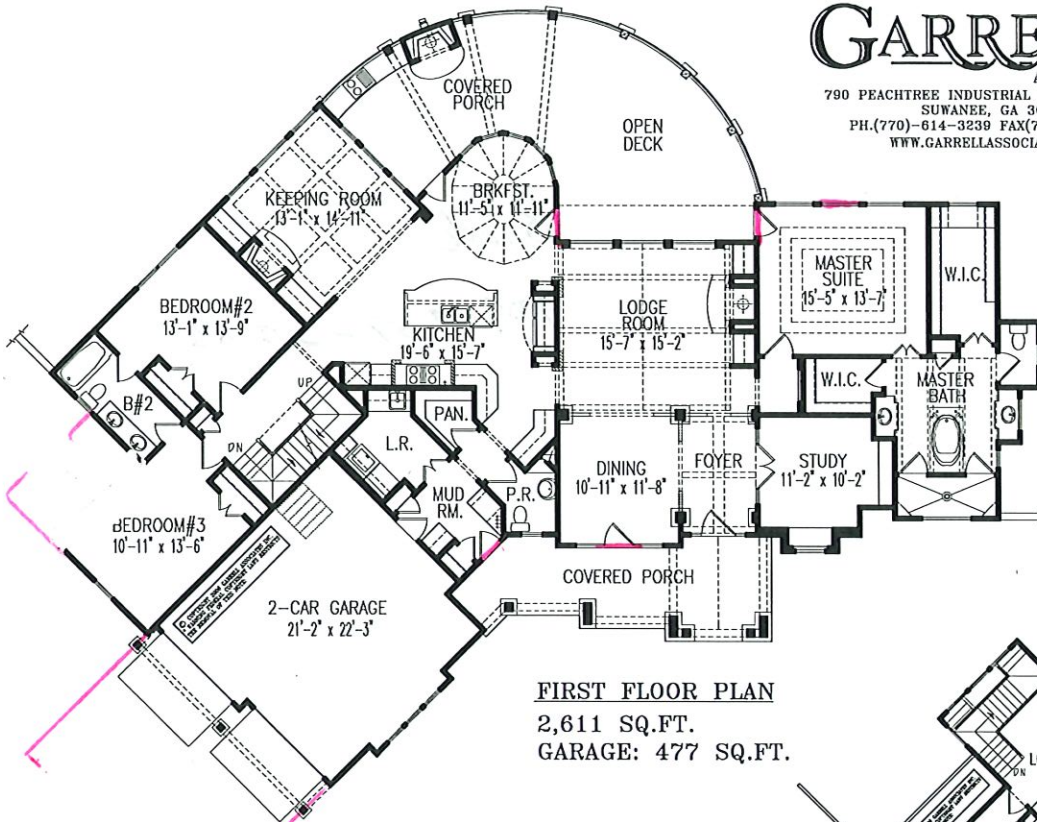 GARRE
790 PEACHTREE INDUSTRIAL
SUWANEE, GA 3
PH.(770)-614-3239 FAX(7
WWW.GARRELLASSOCIA
COVERED
PORCH
OPEN
DECK
KEEPING ROOM
13'-1" x 14'-11"
BRKFST.
11'-5" x 11'-11"
MASTER
SUITE
15'-5" x 13'-7"
W.I.C.
BEDROOM#2
13'-1" x 13'-9"
KITCHEN
19'-6" x 15'-7"
LODGE
ROOM
15'-7" x 15'-2"
W.I.C.
MASTER
BATH
B#2
UP
DN
PAN.
L.R.
MUD
RM.
P.R.
DINING
10'-11" x 11'-8"
FOYER
STUDY
11'-2" x 10'-2"
BEDROOM#3
10'-11" x 13'-6"
2-CAR GARAGE
21'-2" x 22'-3"
COVERED PORCH
FIRST FLOOR PLAN
2,611 SQ.FT.
GARAGE: 477 SQ.FT.
DN